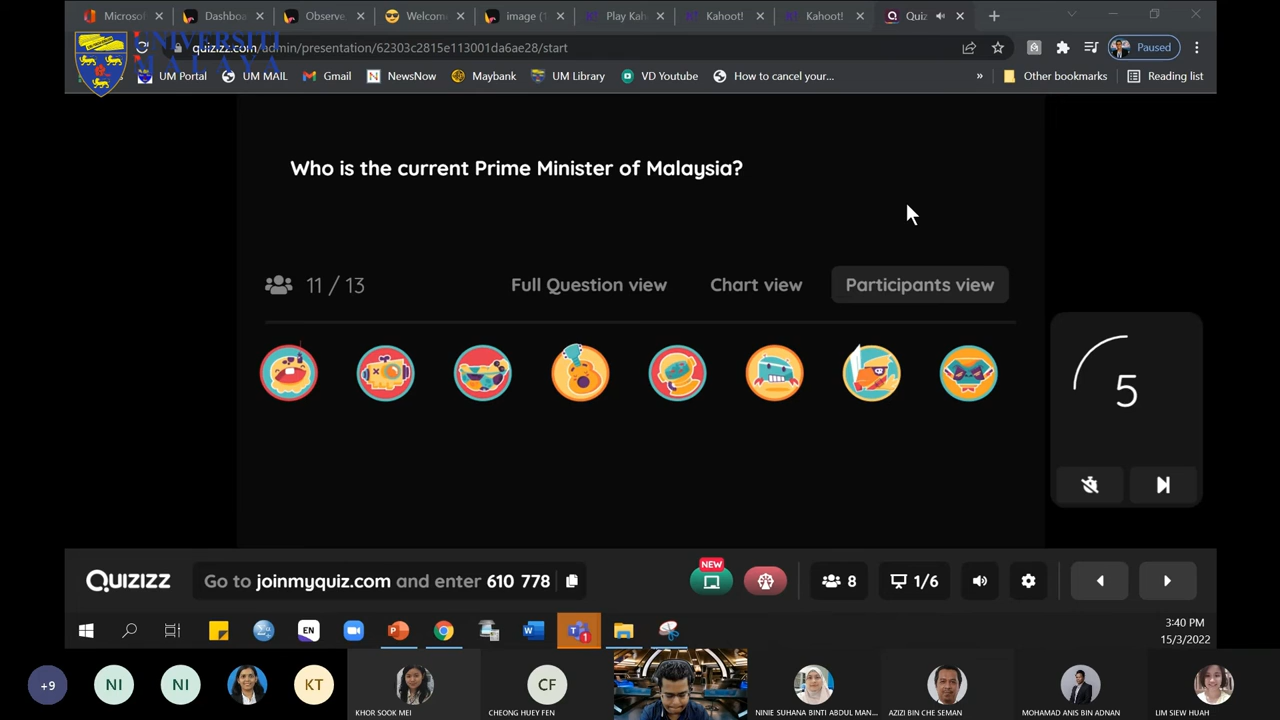 Microsof
Dashboa
Observe
Welcom
image (1
Play Kah
Kahoot!
Kahoot!
Quiz
UNIVERSITI
MALAYA
quizizz.com/admin/presentation/62303c2815e113001da6ae28/start
Paused
UM Portal
UM MAIL
Gmail
NewsNow
Maybank
UM Library
VD Youtube
How to cancel your...
»
Other bookmarks
Reading list
Who is the current Prime Minister of Malaysia?
11 / 13
Full Question view
Chart view
Participants view
5
QUIZIZZ
Go to joinmyquiz.com and enter 610 778
NEW
8
1/6
EN
1
3:40 PM
15/3/2022
+9
NI
NI
KT
KHOR SOOK MEI
CF
CHEONG HUEY FEN
NINIE SUHANA BINTI ABDUL MAN...
AZIZI BIN CHE SEMAN
MOHAMAD ANIS BIN ADNAN
LIM SIEW HUAH